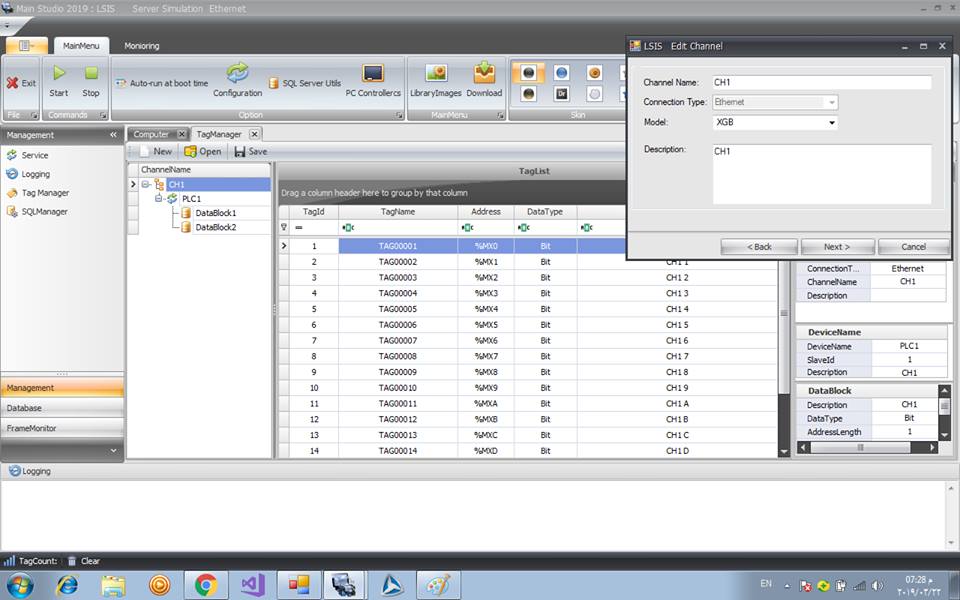 Main Studio 2019 : LSIS Server Simulation Ethernet
MainMenu Monioring
Exit
Start
Stop
Auto-run at boot time
Configuration
SQL Server Utils
PC Controllercs
LibraryImages
Download
File
Commands
Option
MainMenu
Skin
LSIS Edit Channel
Channel Name: CH1
Connection Type: Ethernet
Model: XGB
Description: CH1
< Back Next > Cancel
Management «
Service
Logging
Tag Manager
SQLManager
Management
Database
FrameMonitor
Computer TagManager
New Open Save
ChannelName
CH1
PLC1
DataBlock1
DataBlock2
TagList
Drag a column header here to group by that column
TagId TagName Address DataType
1 TAG00001 %MX0 Bit
2 TAG00002 %MX1 Bit CH1 1
3 TAG00003 %MX2 Bit CH1 2
4 TAG00004 %MX3 Bit CH1 3
5 TAG00005 %MX4 Bit CH1 4
6 TAG00006 %MX5 Bit CH1 5
7 TAG00007 %MX6 Bit CH1 6
8 TAG00008 %MX7 Bit CH1 7
9 TAG00009 %MX8 Bit CH1 8
10 TAG00010 %MX9 Bit CH1 9
11 TAG00011 %MXA Bit CH1 A
12 TAG00012 %MXB Bit CH1 B
13 TAG00013 %MXC Bit CH1 C
14 TAG00014 %MXD Bit CH1 D
ConnectionT... Ethernet
ChannelName CH1
Description
DeviceName
DeviceName PLC1
SlaveId 1
Description CH1
DataBlock
Description CH1
DataType Bit
AddressLength 1
Logging
TagCount: Clear
EN
07:28 م
٢٠١٩/٠٣/٢٢